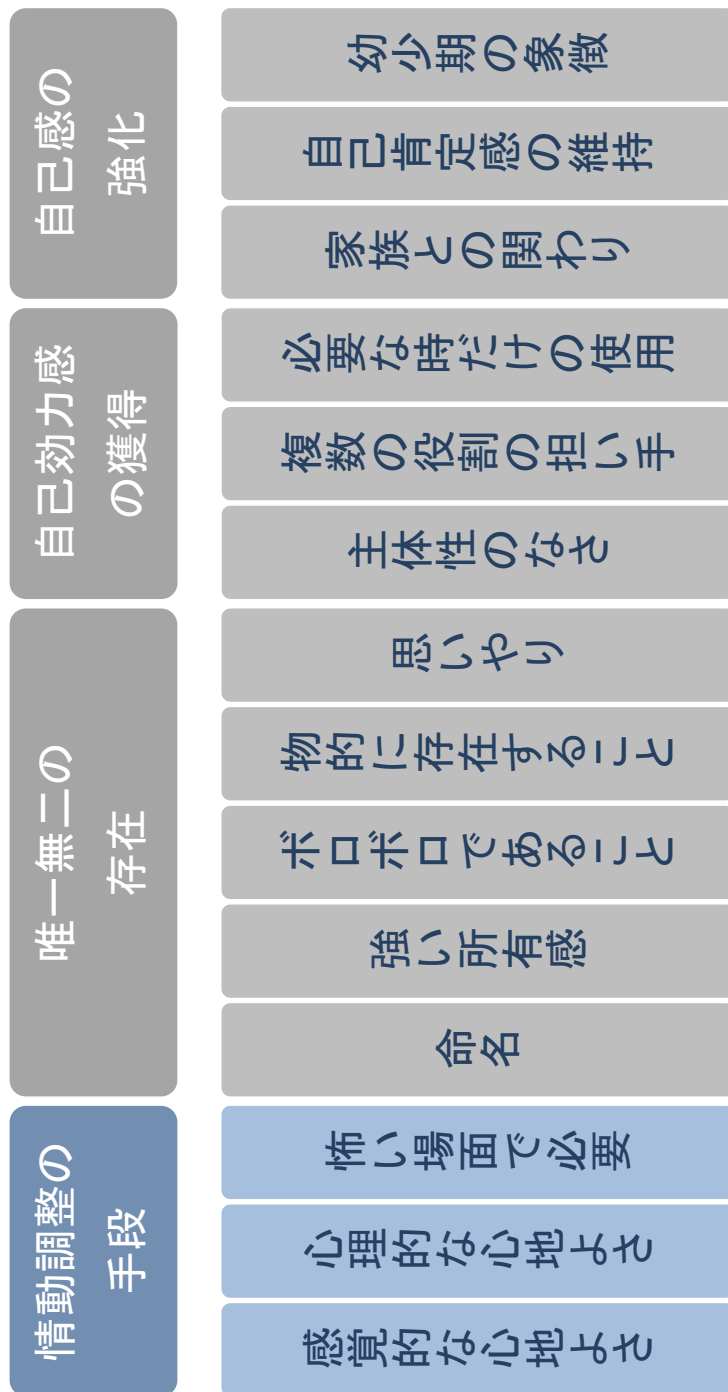 自己感の
強化
幼少期の象徴
自己肯定感の維持
家族との関わり
自己効力感
の獲得
必要な時だけの使用
複数の役割の担い手
主体性のなさ
唯一無二の
存在
思いやり
物的に存在すること
ボロボロであること
強い所有感
命名
情動調整の
手段
怖い場面で必要
心理的な心地よさ
感覚的な心地よさ